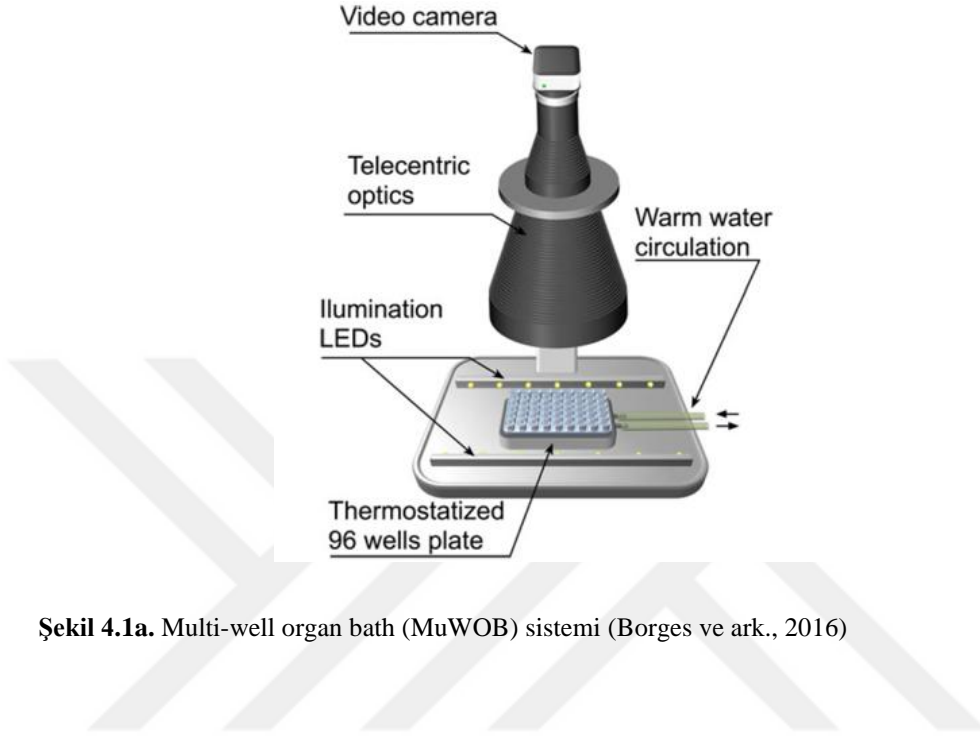 Video camera
Telecentric
optics
Warm water
circulation
Ilumination
LEDs
Thermostatized
96 wells plate
Şekil 4.1a. Multi-well organ bath (MuWOB) sistemi (Borges ve ark., 2016)